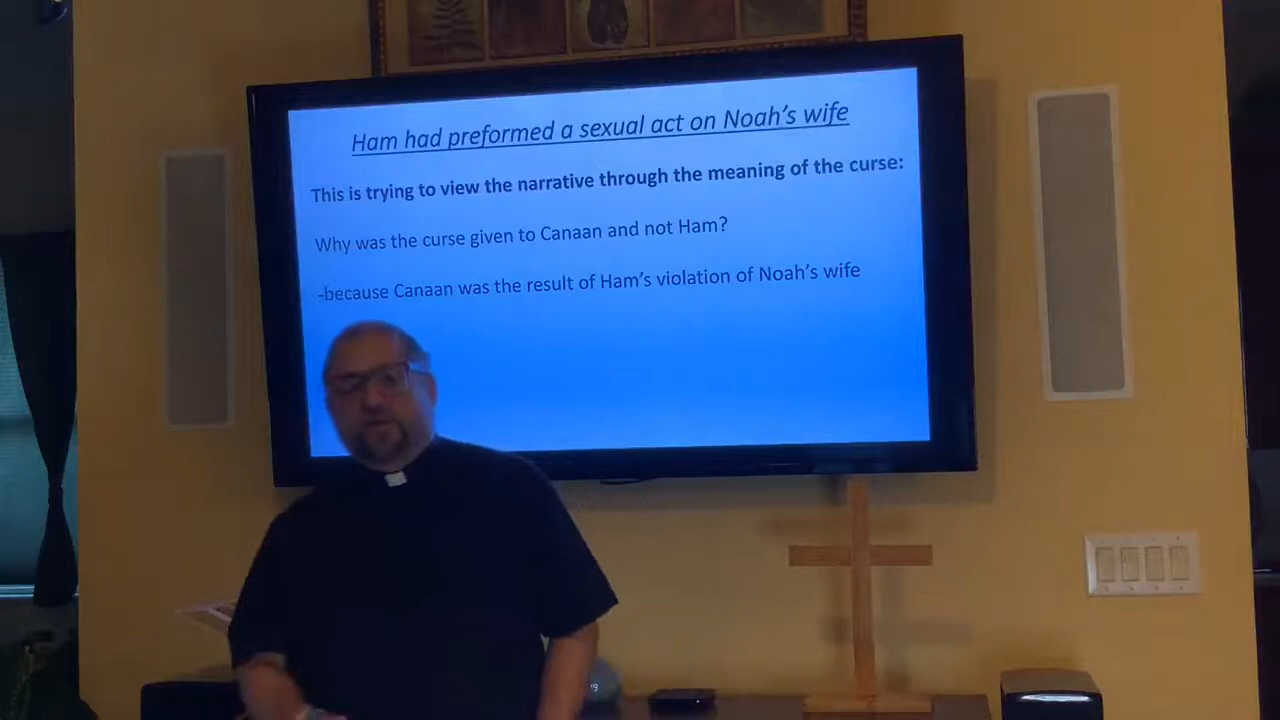 Ham had preformed a sexual act on Noah's wife
This is trying to view the narrative through the meaning of the curse:
Why was the curse given to Canaan and not Ham?
-because Canaan was the result of Ham's violation of Noah's wife